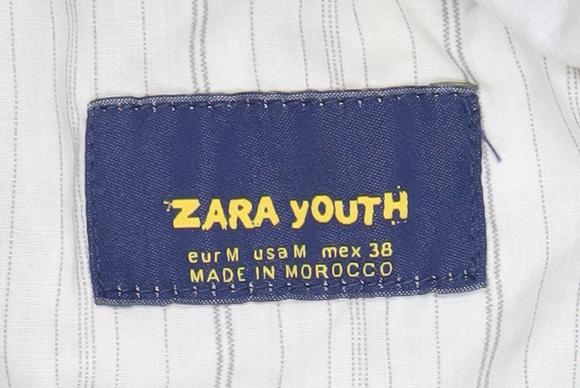 ZARA YOUTH
eur M usa M mex 38
MADE IN MOROCCO